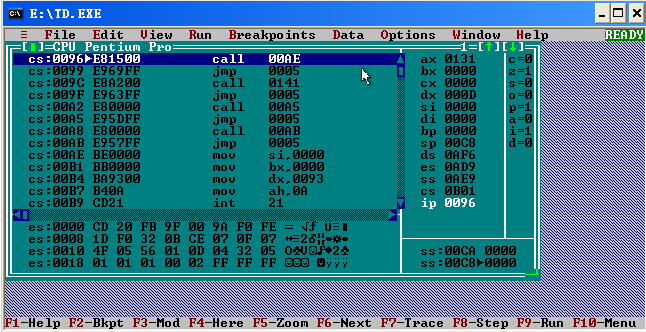 E:\TD.EXE
≡ File Edit View Run Breakpoints Data Options Window Help READY
[▮]=CPU Pentium Pro 1=[↑][↓]
cs:0096►E81500 call 00AE ax 0131 c=0
cs:0099 E969FF jmp 0005 bx 0000 z=1
cs:009C E8A200 call 0141 cx 0000 s=0
cs:009F E963FF jmp 0005 dx 000D o=0
cs:00A2 E80000 call 00A5 si 0000 p=1
cs:00A5 E95DFF jmp 0005 di 0000 a=0
cs:00A8 E80000 call 00AB bp 0000 i=1
cs:00AB E957FF jmp 0005 sp 00C8 d=0
cs:00AE BE0000 mov si,0000 ds 0AF6
cs:00B1 BB0000 mov bx,0000 es 0AD9
cs:00B4 BA9300 mov dx,0093 ss 0AE9
cs:00B7 B40A mov ah,0A cs 0B01
cs:00B9 CD21 int 21 ip 0096
es:0000 CD 20 FB 9F 00 9A F0 FE
es:0008 1D F0 32 0B CE 07 0F 07
es:0010 4F 05 56 01 0D 04 32 05 ss:00CA 0000
es:0018 01 01 01 00 02 FF FF FF ss:00C8►0000
F1-Help F2-Bkpt F3-Mod F4-Here F5-Zoom F6-Next F7-Trace F8-Step F9-Run F10-Menu